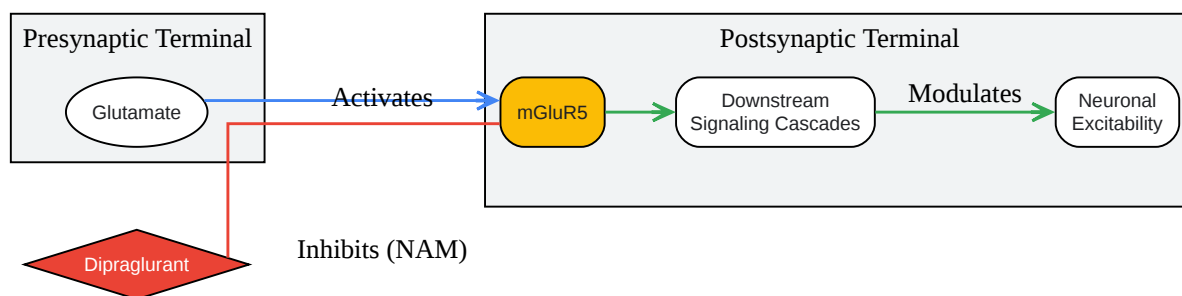 Presynaptic Terminal
Postsynaptic Terminal
Glutamate
Activates
mGluR5
Downstream
Signaling Cascades
Modulates
Neuronal
Excitability
Dipraglurant
Inhibits (NAM)